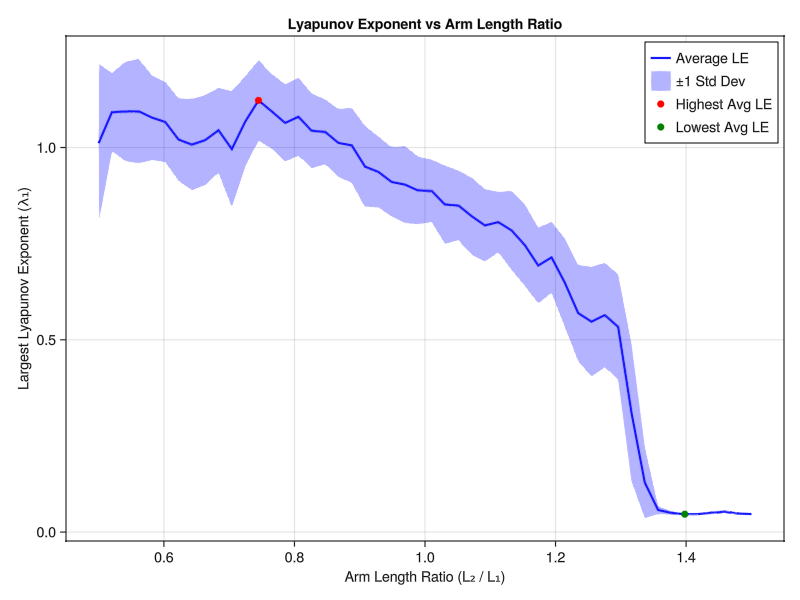 Lyapunov Exponent vs Arm Length Ratio
Average LE
±1 Std Dev
Highest Avg LE
Lowest Avg LE
Largest Lyapunov Exponent (λ₁)
1.0
0.5
0.0
0.6
0.8
1.0
1.2
1.4
Arm Length Ratio (L₂ / L₁)